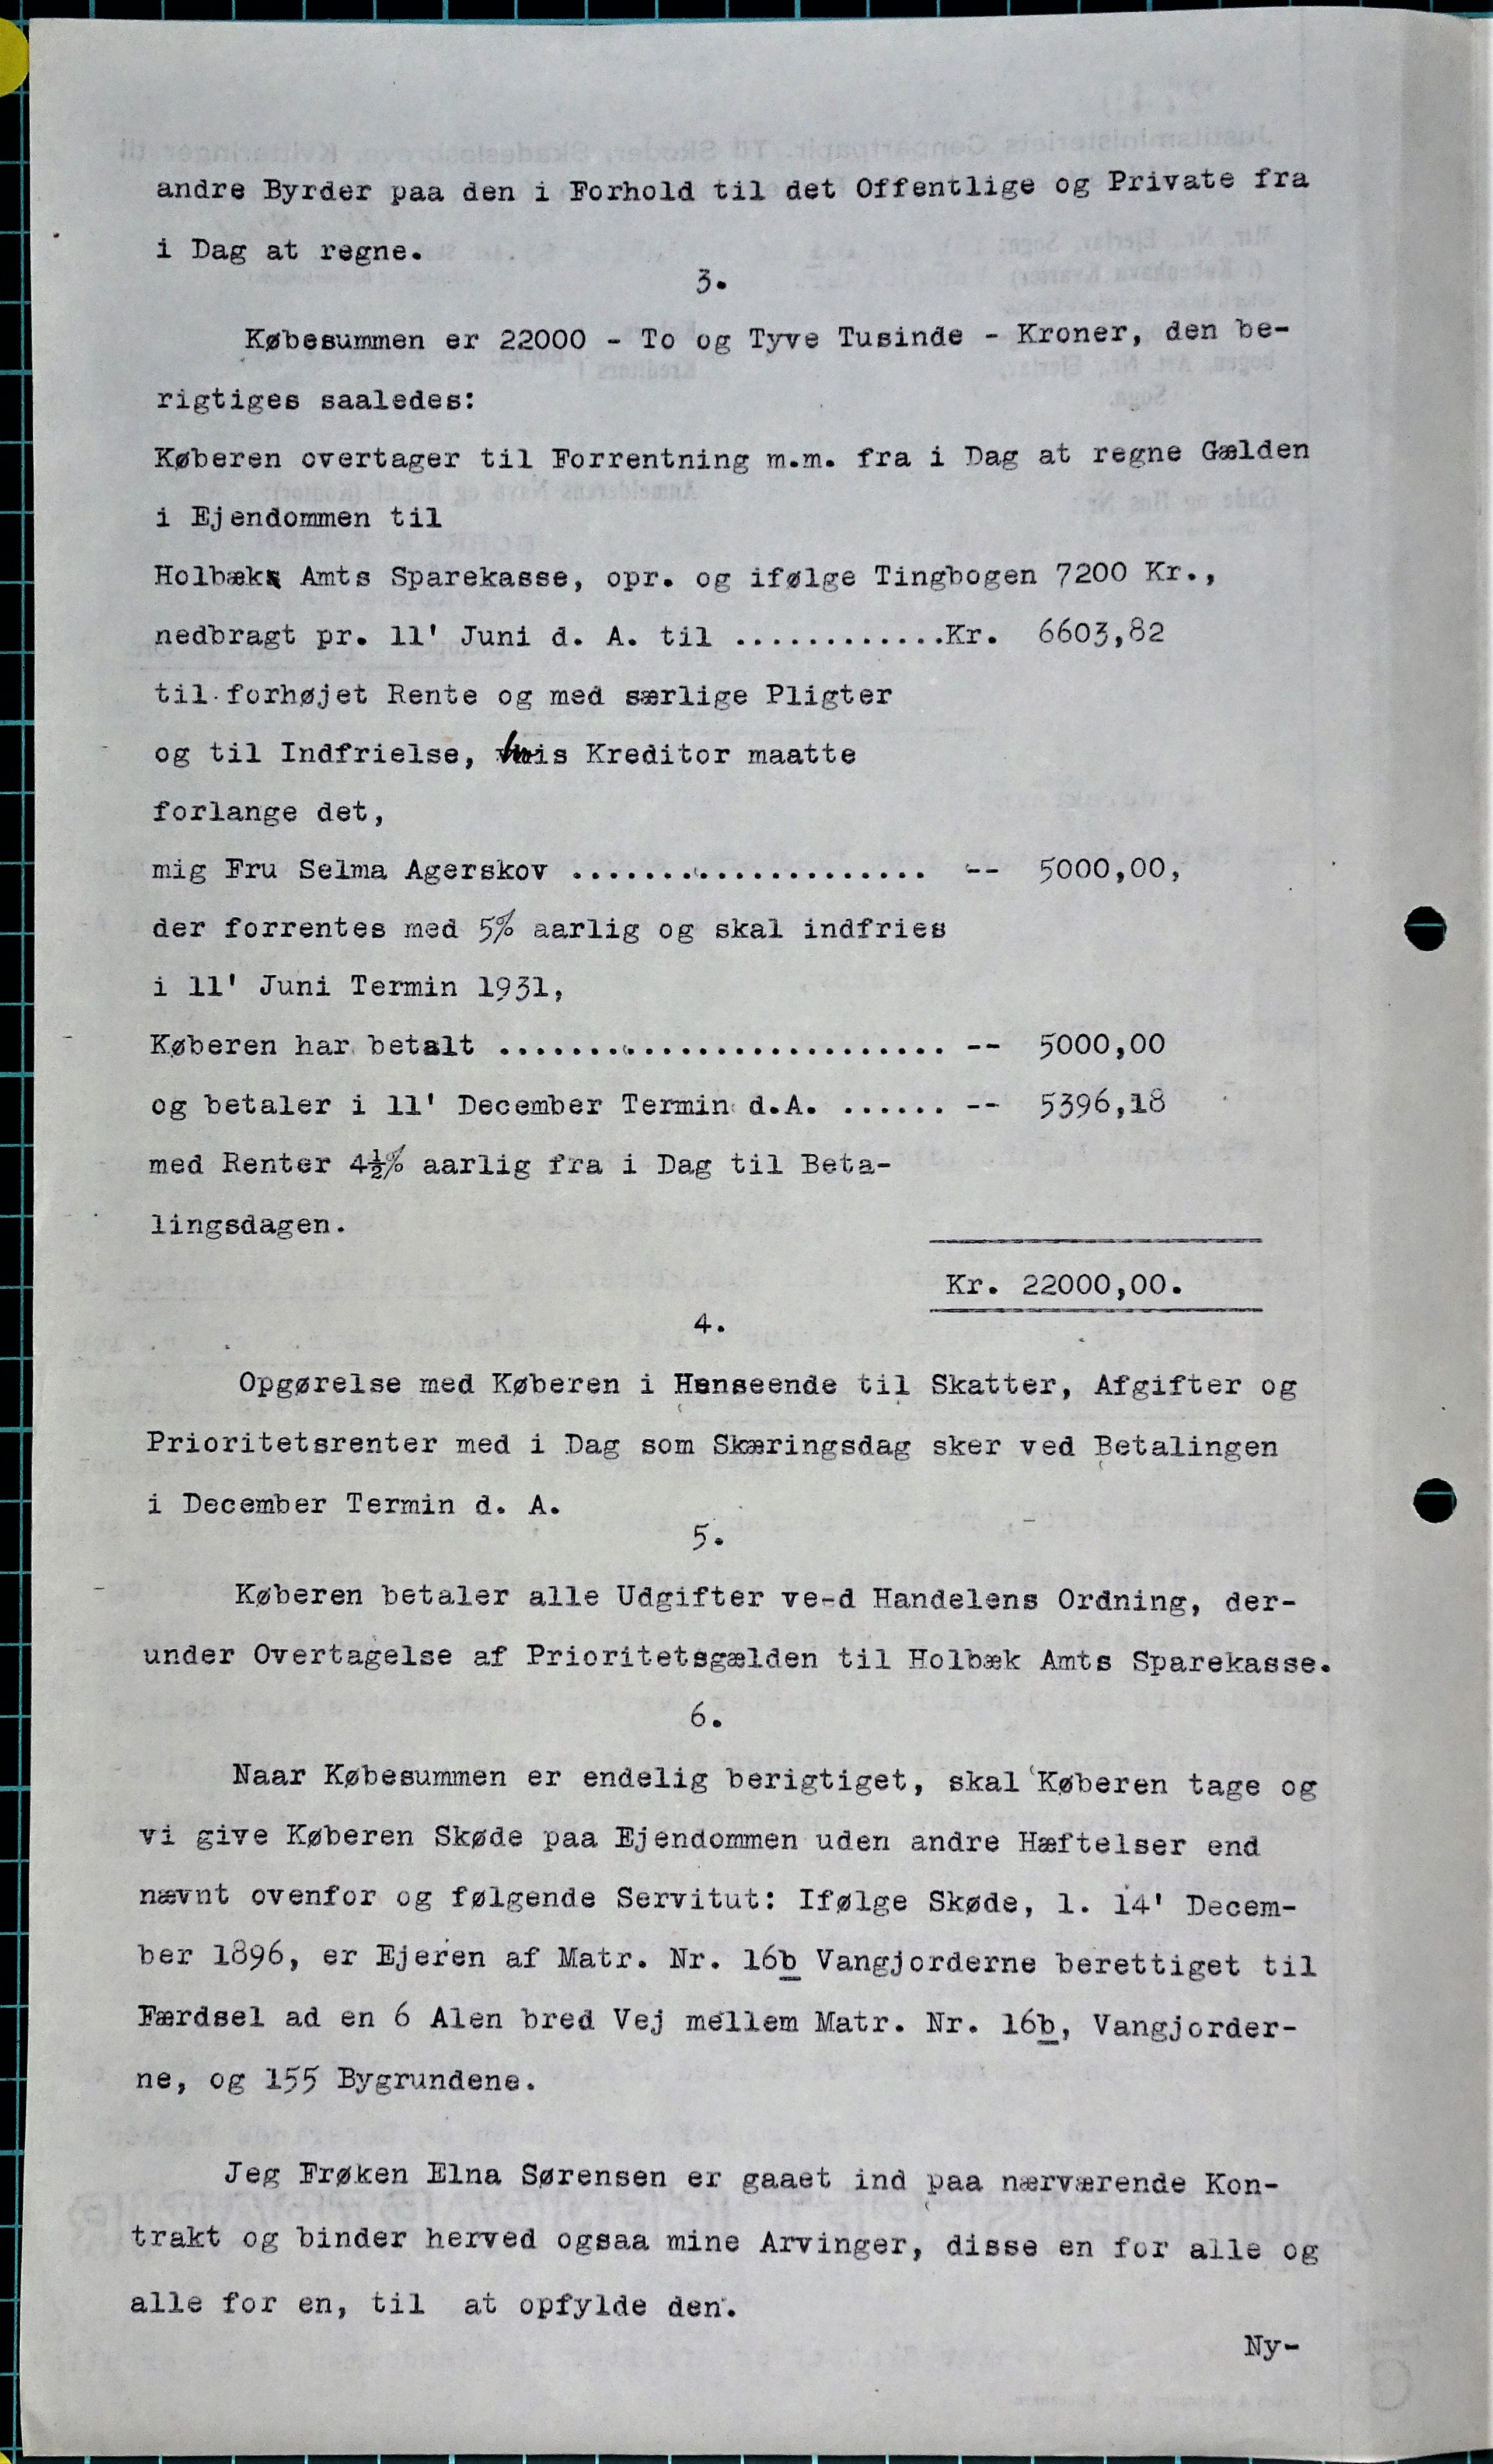 andre Byrder paa den i Forhold til det Offentlige og Private fra
i Dag at regne.
3.
Købesummen er 22000 - To og Tyve Tusinde - Kroner, den be-
rigtiges saaledes:
Køberen overtager til Forrentning m.m. fra i Dag at regne Gælden
i Ejendommen til
Holbæk Amts Sparekasse, opr. og ifølge Tingbogen 7200 Kr.,
nedbragt pr. 11' Juni d. A. til .............Kr. 6603,82
til forhøjet Rente og med særlige Pligter
og til Indfrielse, hvis Kreditor maatte
forlange det,
mig Fru Selma Agerskov .................... -- 5000,00,
der forrentes med 5% aarlig og skal indfries
i 11' Juni Termin 1931,
Køberen har betalt ......................... -- 5000,00
og betaler i 11' December Termin d.A. ...... -- 5396,18
med Renter 4½% aarlig fra i Dag til Beta-
lingsdagen.
Kr. 22000,00.
4.
Opgørelse med Køberen i Henseende til Skatter, Afgifter og
Prioritetsrenter med i Dag som Skæringsdag sker ved Betalingen
i December Termin d. A.
5.
Køberen betaler alle Udgifter ve-d Handelens Ordning, der-
under Overtagelse af Prioritetsgælden til Holbæk Amts Sparekasse.
6.
Naar Købesummen er endelig berigtiget, skal Køberen tage og
vi give Køberen Skøde paa Ejendommen uden andre Hæftelser end
nævnt ovenfor og følgende Servitut: Ifølge Skøde, l. 14' Decem-
ber 1896, er Ejeren af Matr. Nr. 16b Vangjorderne berettiget til
Færdsel ad en 6 Alen bred Vej mellem Matr. Nr. 16b, Vangjorder-
ne, og 155 Bygrundene.
Jeg Frøken Elna Sørensen er gaaet ind paa nærværende Kon-
trakt og binder herved ogsaa mine Arvinger, disse en for alle og
alle for en, til at opfylde den.
Ny-